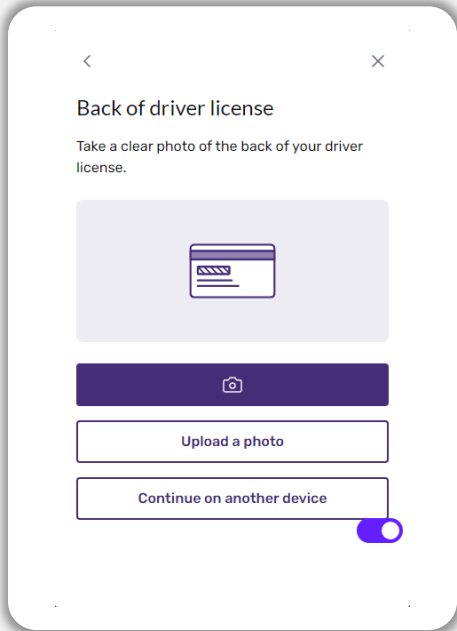 Back of driver license
Take a clear photo of the back of your driver
license.
Upload a photo
Continue on another device